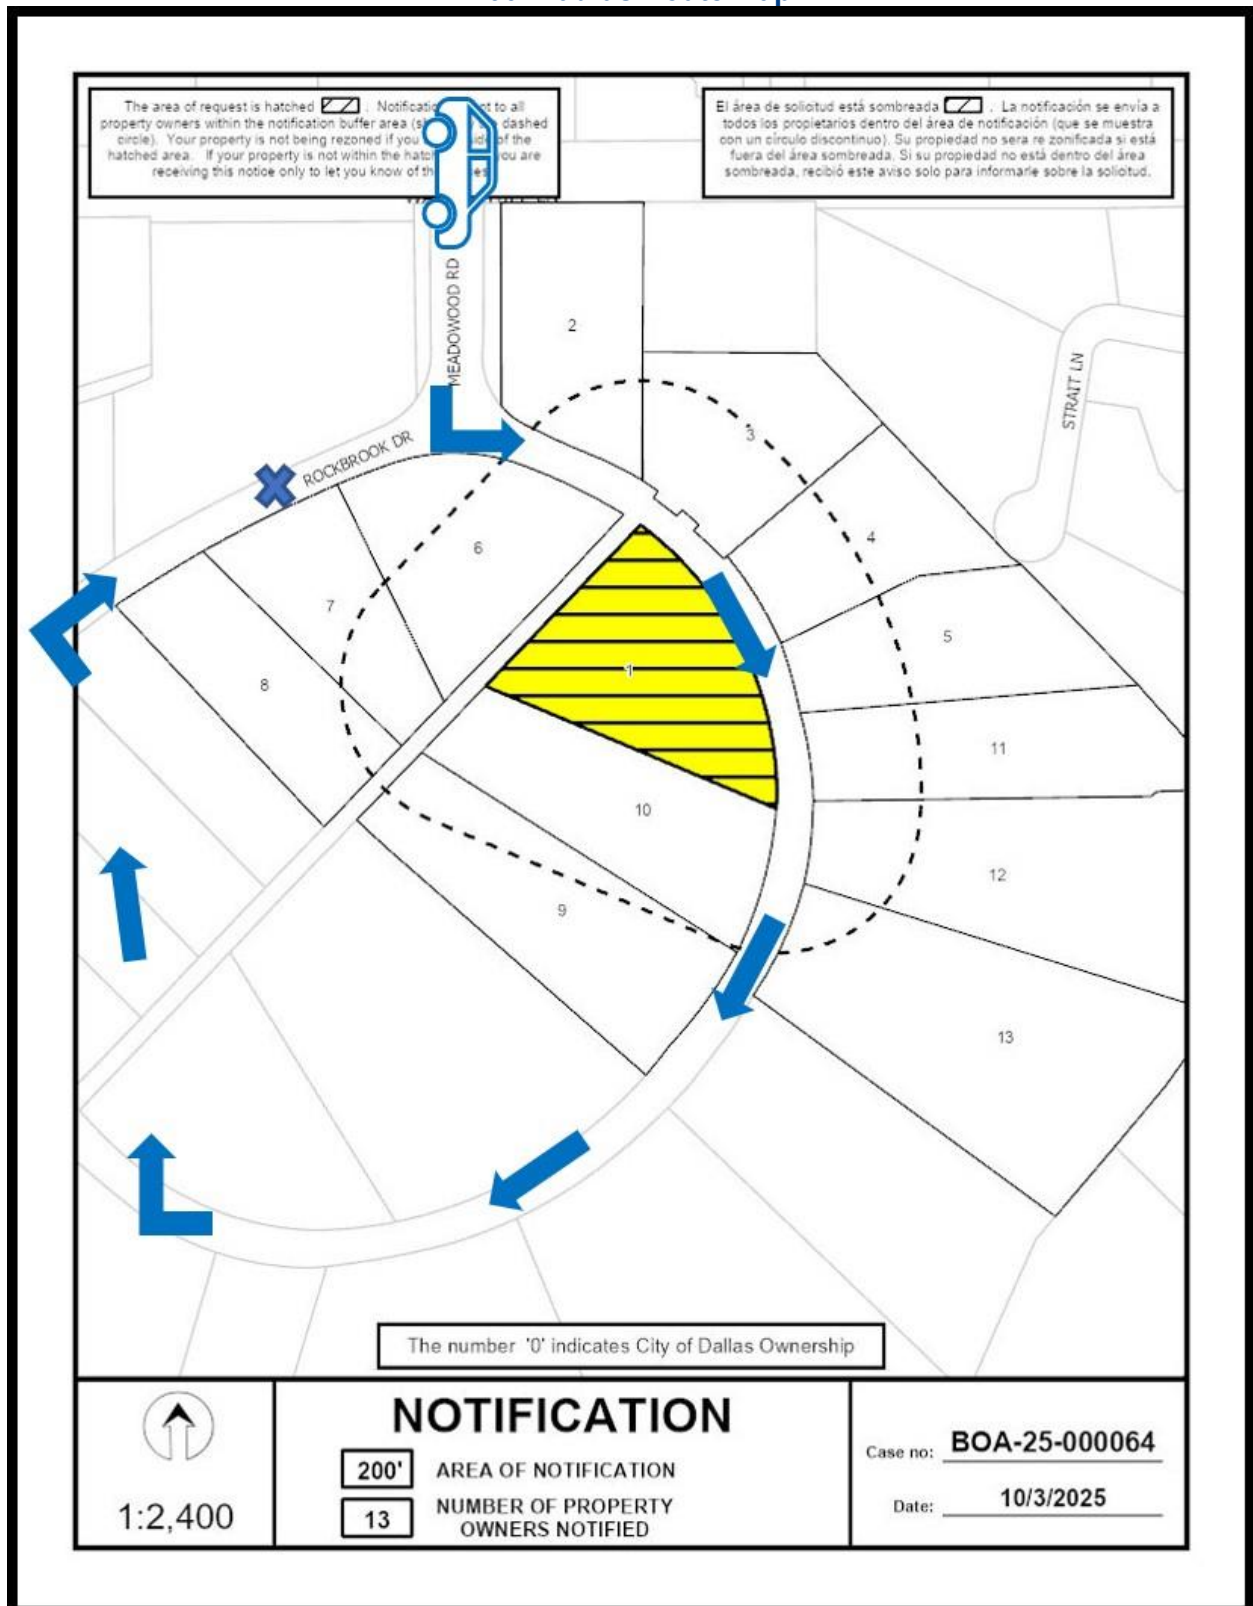 The area of request is hatched . Notificatio to all
property owners within the notification buffer area (s dashed
circle). Your property is not being rezoned if you of the
hatched area. If your property is not within the hatc you are
receiving this notice only to let you know of th
El área de solicitud está sombreada . La notificación se envía a
todos los propietarios dentro del área de notificación (que se muestra
con un círculo discontinuo). Su propiedad no sera re zonificada si está
fuera del área sombreada. Si su propiedad no está dentro del área
sombreada, recibió este aviso solo para informarle sobre la solicitud.
MEADOWOOD RD
ROCKBROOK DR
STRAIT LN
2
3
4
6
7
5
1
8
11
10
12
9
13
The number '0' indicates City of Dallas Ownership
1:2,400
NOTIFICATION
200' AREA OF NOTIFICATION
13 NUMBER OF PROPERTY
OWNERS NOTIFIED
Case no: BOA-25-000064
Date: 10/3/2025